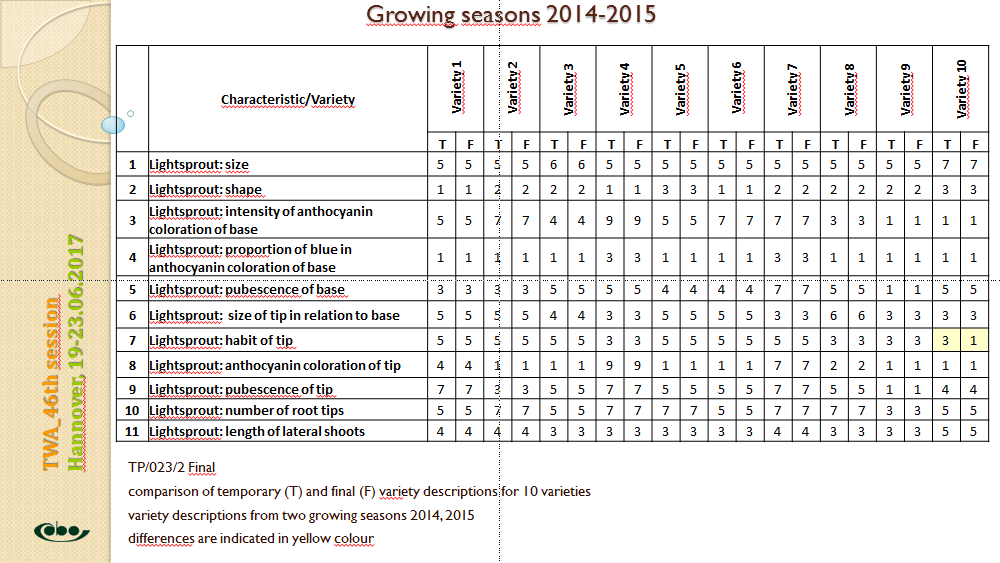 Growing seasons 2014-2015
TWA_46th session
Hannover, 19-23.06.2017
Characteristic/Variety Variety 1 Variety 2 Variety 3 Variety 4 Variety 5 Variety 6 Variety 7 Variety 8 Variety 9 Variety 10
T F T F T F T F T F T F T F T F T F T F
1 Lightsprout: size 5 5 5 5 6 6 5 5 5 5 5 5 5 5 5 5 5 5 7 7
2 Lightsprout: shape 1 1 2 2 2 2 1 1 3 3 1 1 2 2 2 2 2 2 3 3
3 Lightsprout: intensity of anthocyanin
coloration of base 5 5 7 7 4 4 9 9 5 5 7 7 7 7 3 3 1 1 1 1
4 Lightsprout: proportion of blue in
anthocyanin coloration of base 1 1 1 1 1 1 3 3 1 1 1 1 3 3 1 1 1 1 1 1
5 Lightsprout: pubescence of base 3 3 3 3 5 5 5 5 4 4 4 4 7 7 5 5 1 1 5 5
6 Lightsprout: size of tip in relation to base 5 5 5 5 4 4 3 3 5 5 5 5 3 3 6 6 3 3 3 3
7 Lightsprout: habit of tip 5 5 5 5 5 5 3 3 5 5 5 5 5 5 3 3 3 3 3 1
8 Lightsprout: anthocyanin coloration of tip 4 4 1 1 1 1 9 9 1 1 1 1 7 7 2 2 1 1 1 1
9 Lightsprout: pubescence of tip 7 7 3 3 5 5 7 7 5 5 5 5 7 7 5 5 1 1 4 4
10 Lightsprout: number of root tips 5 5 7 7 5 5 7 7 7 7 5 5 7 7 7 7 3 3 5 5
11 Lightsprout: length of lateral shoots 4 4 4 4 3 3 3 3 3 3 3 3 4 4 3 3 3 3 5 5
TP/023/2 Final
comparison of temporary (T) and final (F) variety descriptions for 10 varieties
variety descriptions from two growing seasons 2014, 2015
differences are indicated in yellow colour